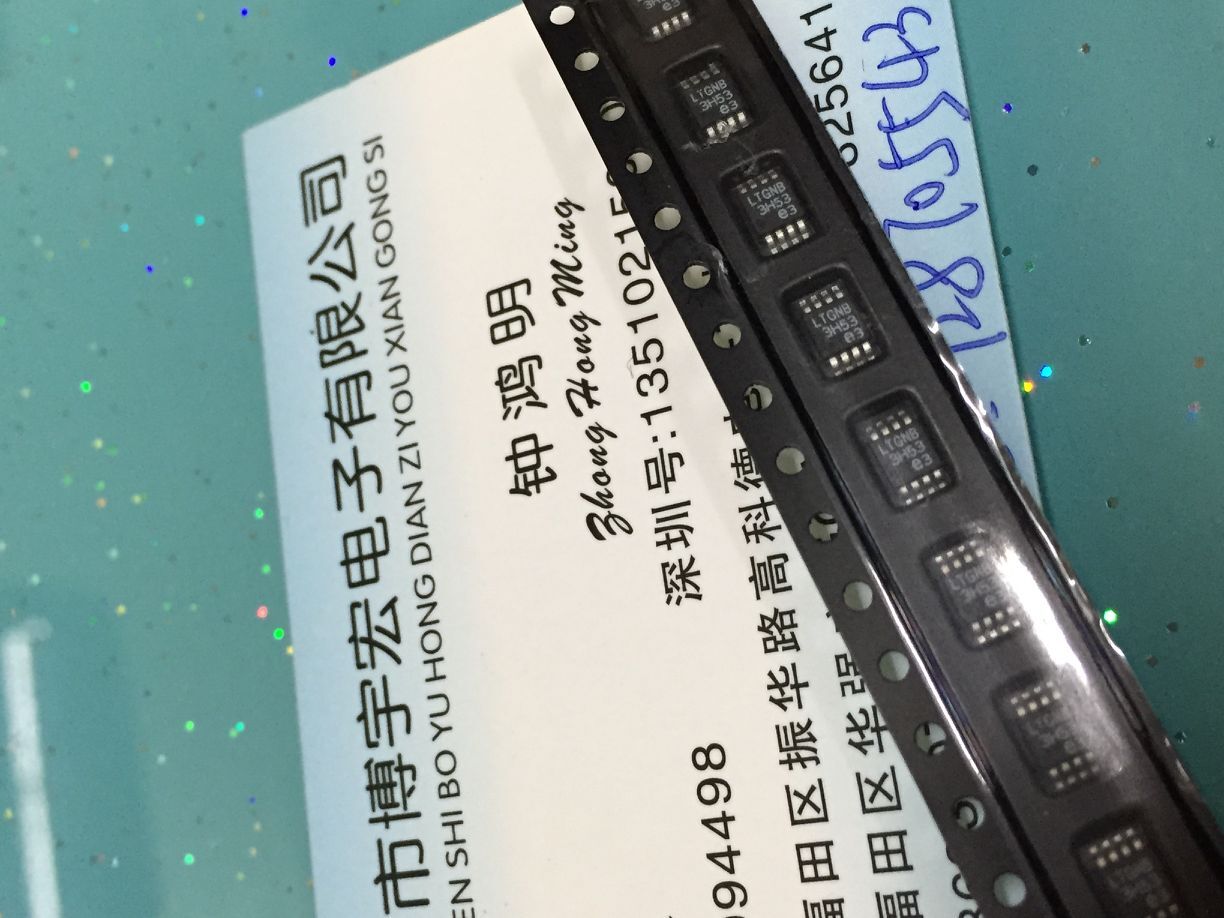 市博宇宏电子有限公司
EN SHI BO YU HONG DIAN ZI YOU XIAN GONG SI
钟鸿明
Zhong Hong Ming
深圳号:13510215
994498
福田区振华路高科德
福田区华强
825641
128705543
LTGNB
3H53
e3
LTGNB
3H53
e3
LTGNB
3H53
e3
LTGNB
3H53
e3
LTGNB
3H53